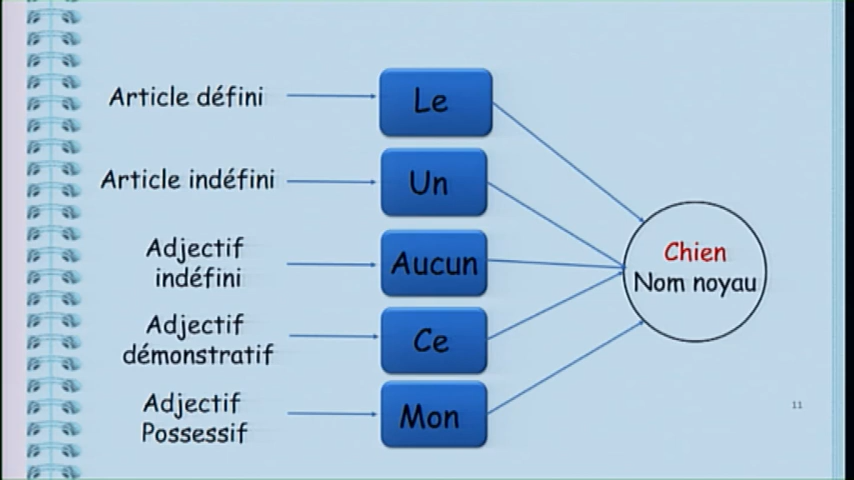 Article défini
Le
Article indéfini
Un
Adjectif
indéfini
Aucun
Adjectif
démonstratif
Ce
Adjectif
Possessif
Mon
Chien
Nom noyau
11